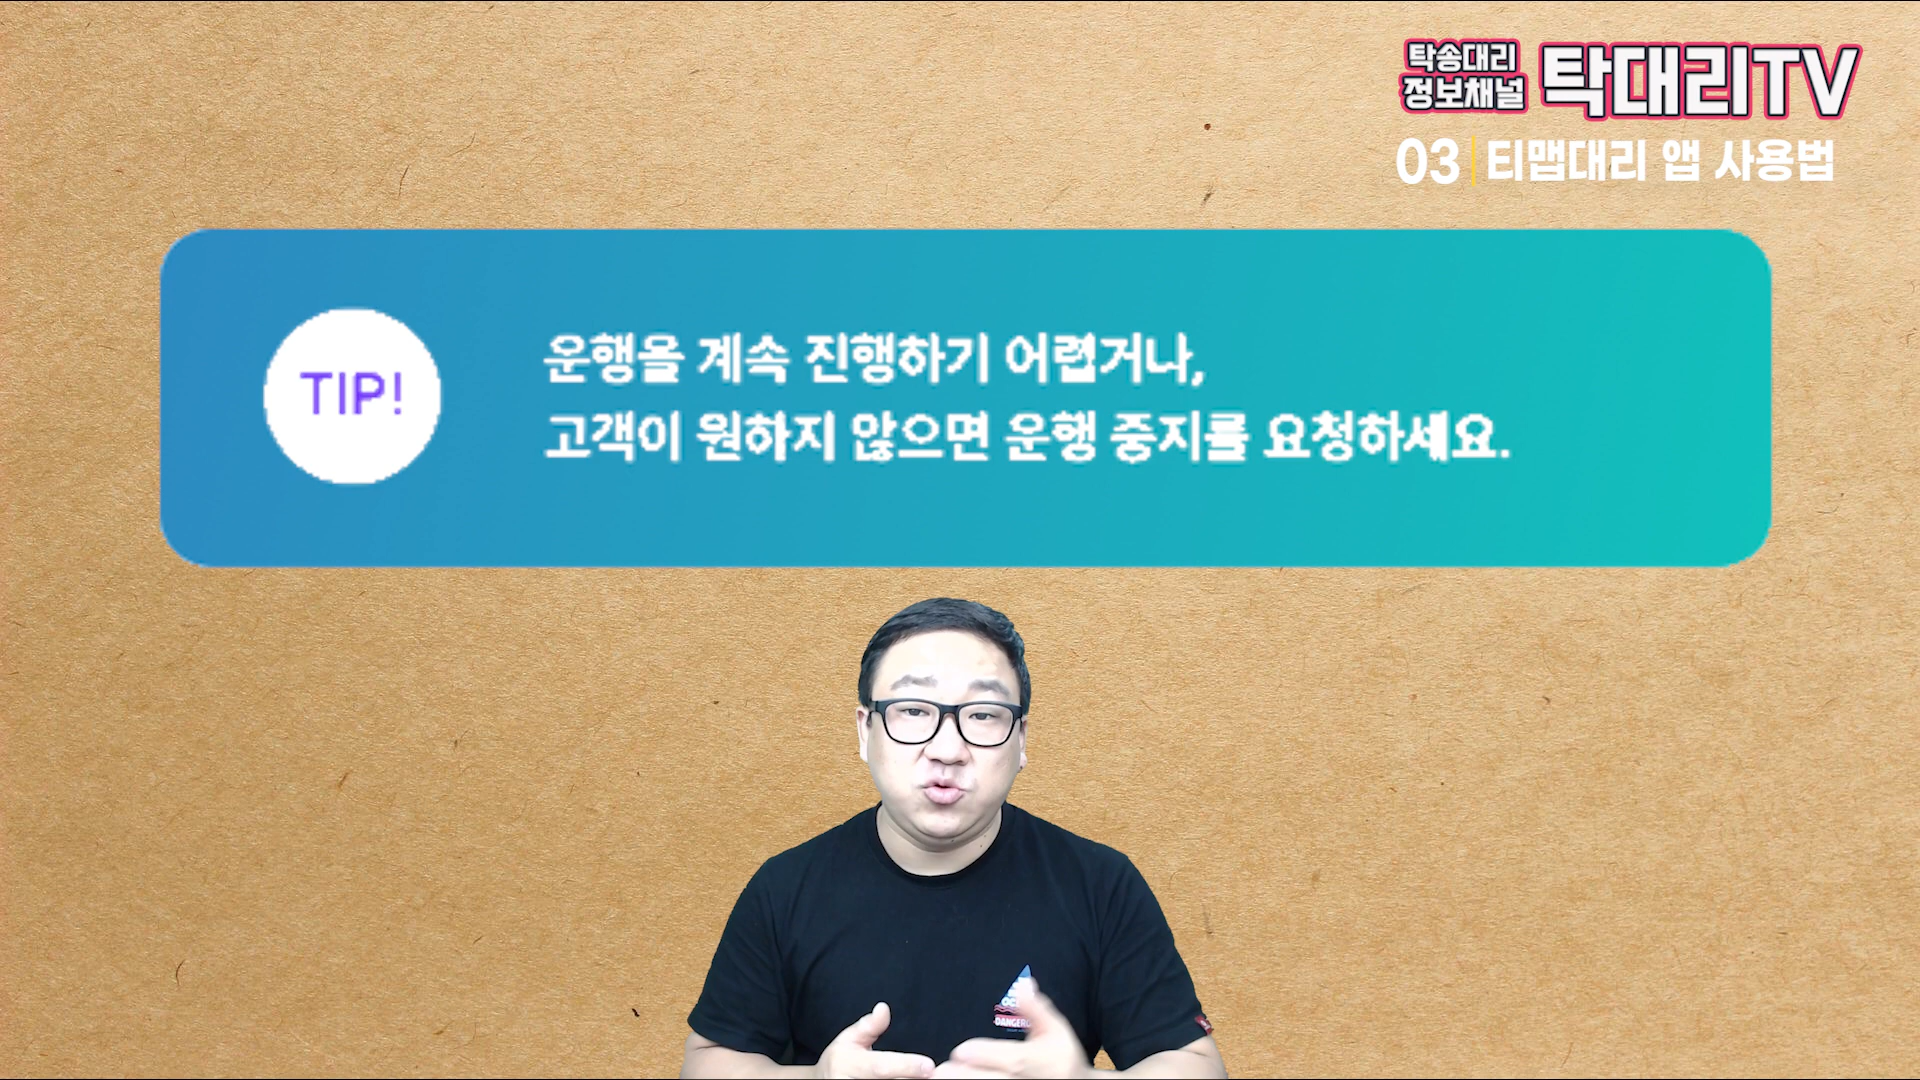 탁송대리
정보채널
탁대리TV
03 티맵대리 앱 사용법
TIP!
운행을 계속 진행하기 어렵거나,
고객이 원하지 않으면 운행 중지를 요청하세요.